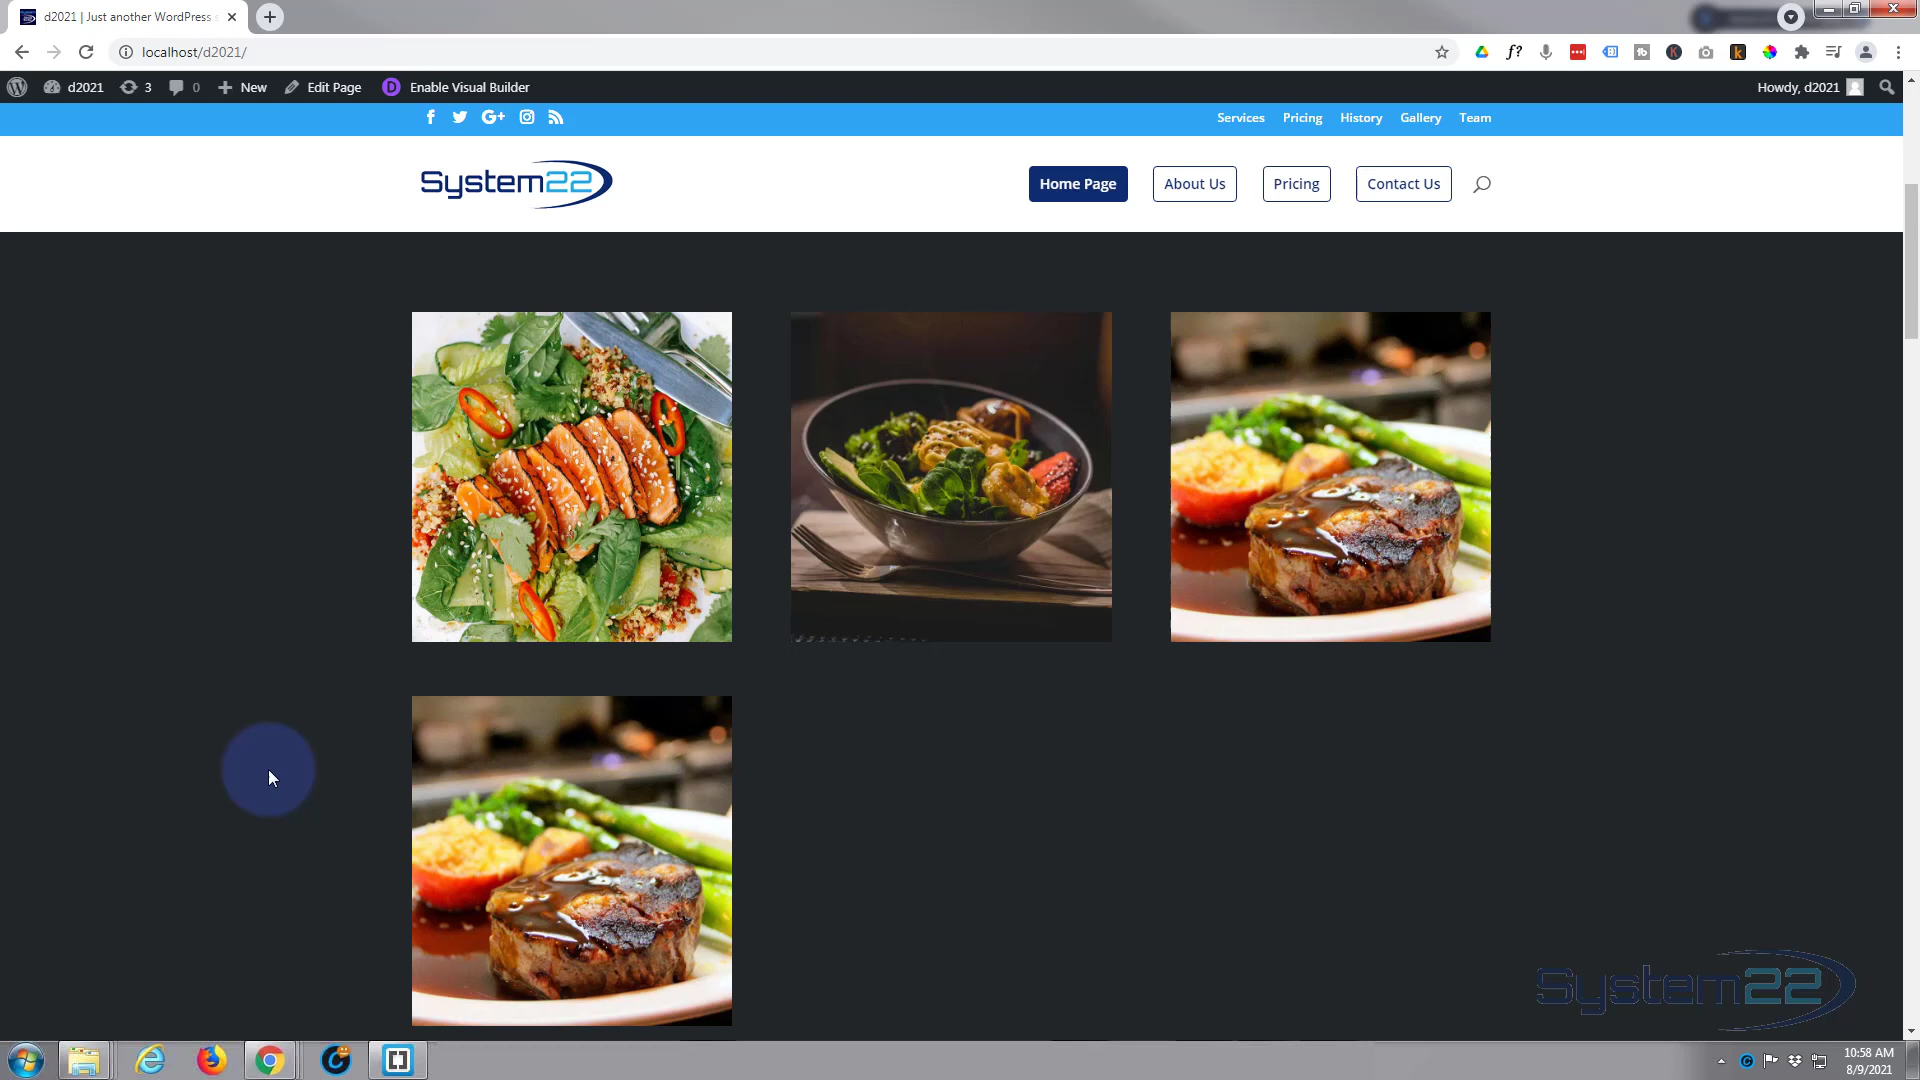 d2021 | Just another WordPress s
localhost/d2021/
f?
d2021 3 0 New Edit Page D Enable Visual Builder Howdy, d2021
G+ Services Pricing History Gallery Team
System22 Home Page About Us Pricing Contact Us
System22
10:58 AM
8/9/2021